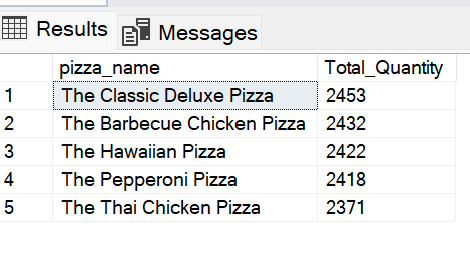 Results Messages
pizza_name Total_Quantity
1 The Classic Deluxe Pizza 2453
2 The Barbecue Chicken Pizza 2432
3 The Hawaiian Pizza 2422
4 The Pepperoni Pizza 2418
5 The Thai Chicken Pizza 2371